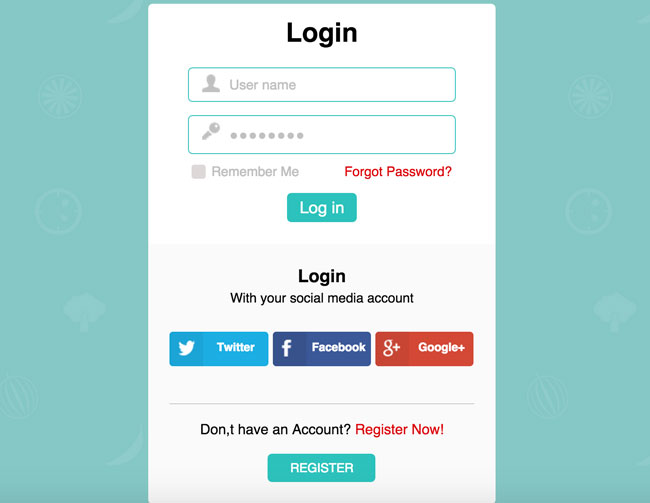 Login
User name
Remember Me Forgot Password?
Log in
Login
With your social media account
Twitter Facebook Google+
Don,t have an Account? Register Now!
REGISTER